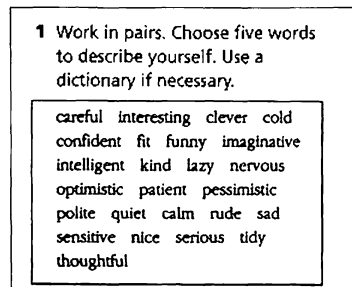 1 Work in pairs. Choose five words
to describe yourself. Use a
dictionary if necessary.
careful interesting clever cold
confident fit funny imaginative
intelligent kind lazy nervous
optimistic patient pessimistic
polite quiet calm rude sad
sensitive nice serious tidy
thoughtful